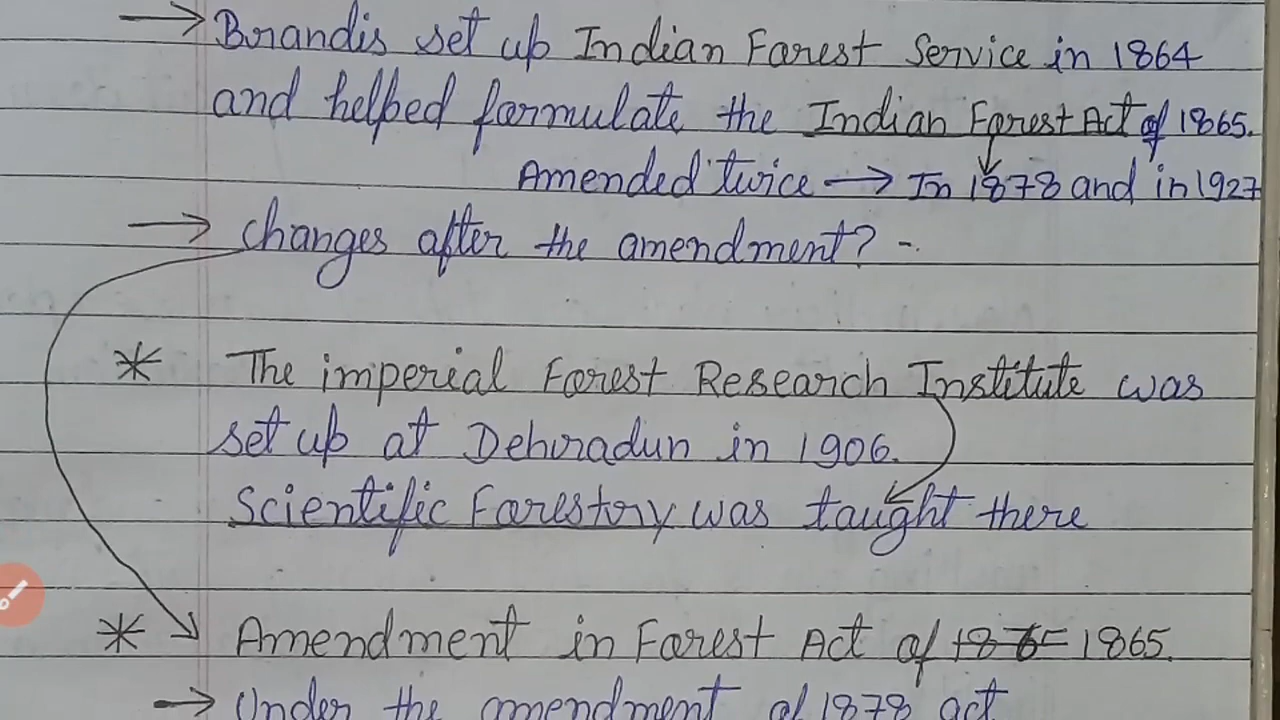 → Brandis set up Indian Forest Service in 1864
and helped formulate the Indian Forest Act of 1865.
Amended twice → In 1878 and in 1927
→ Changes after the amendment? -.
* The imperial Forest Research Institute was
set up at Dehradun in 1906.
Scientific Forestory was taught there
* Amendment in Forest Act of 1865.
→ Under the amendment of 1878 act